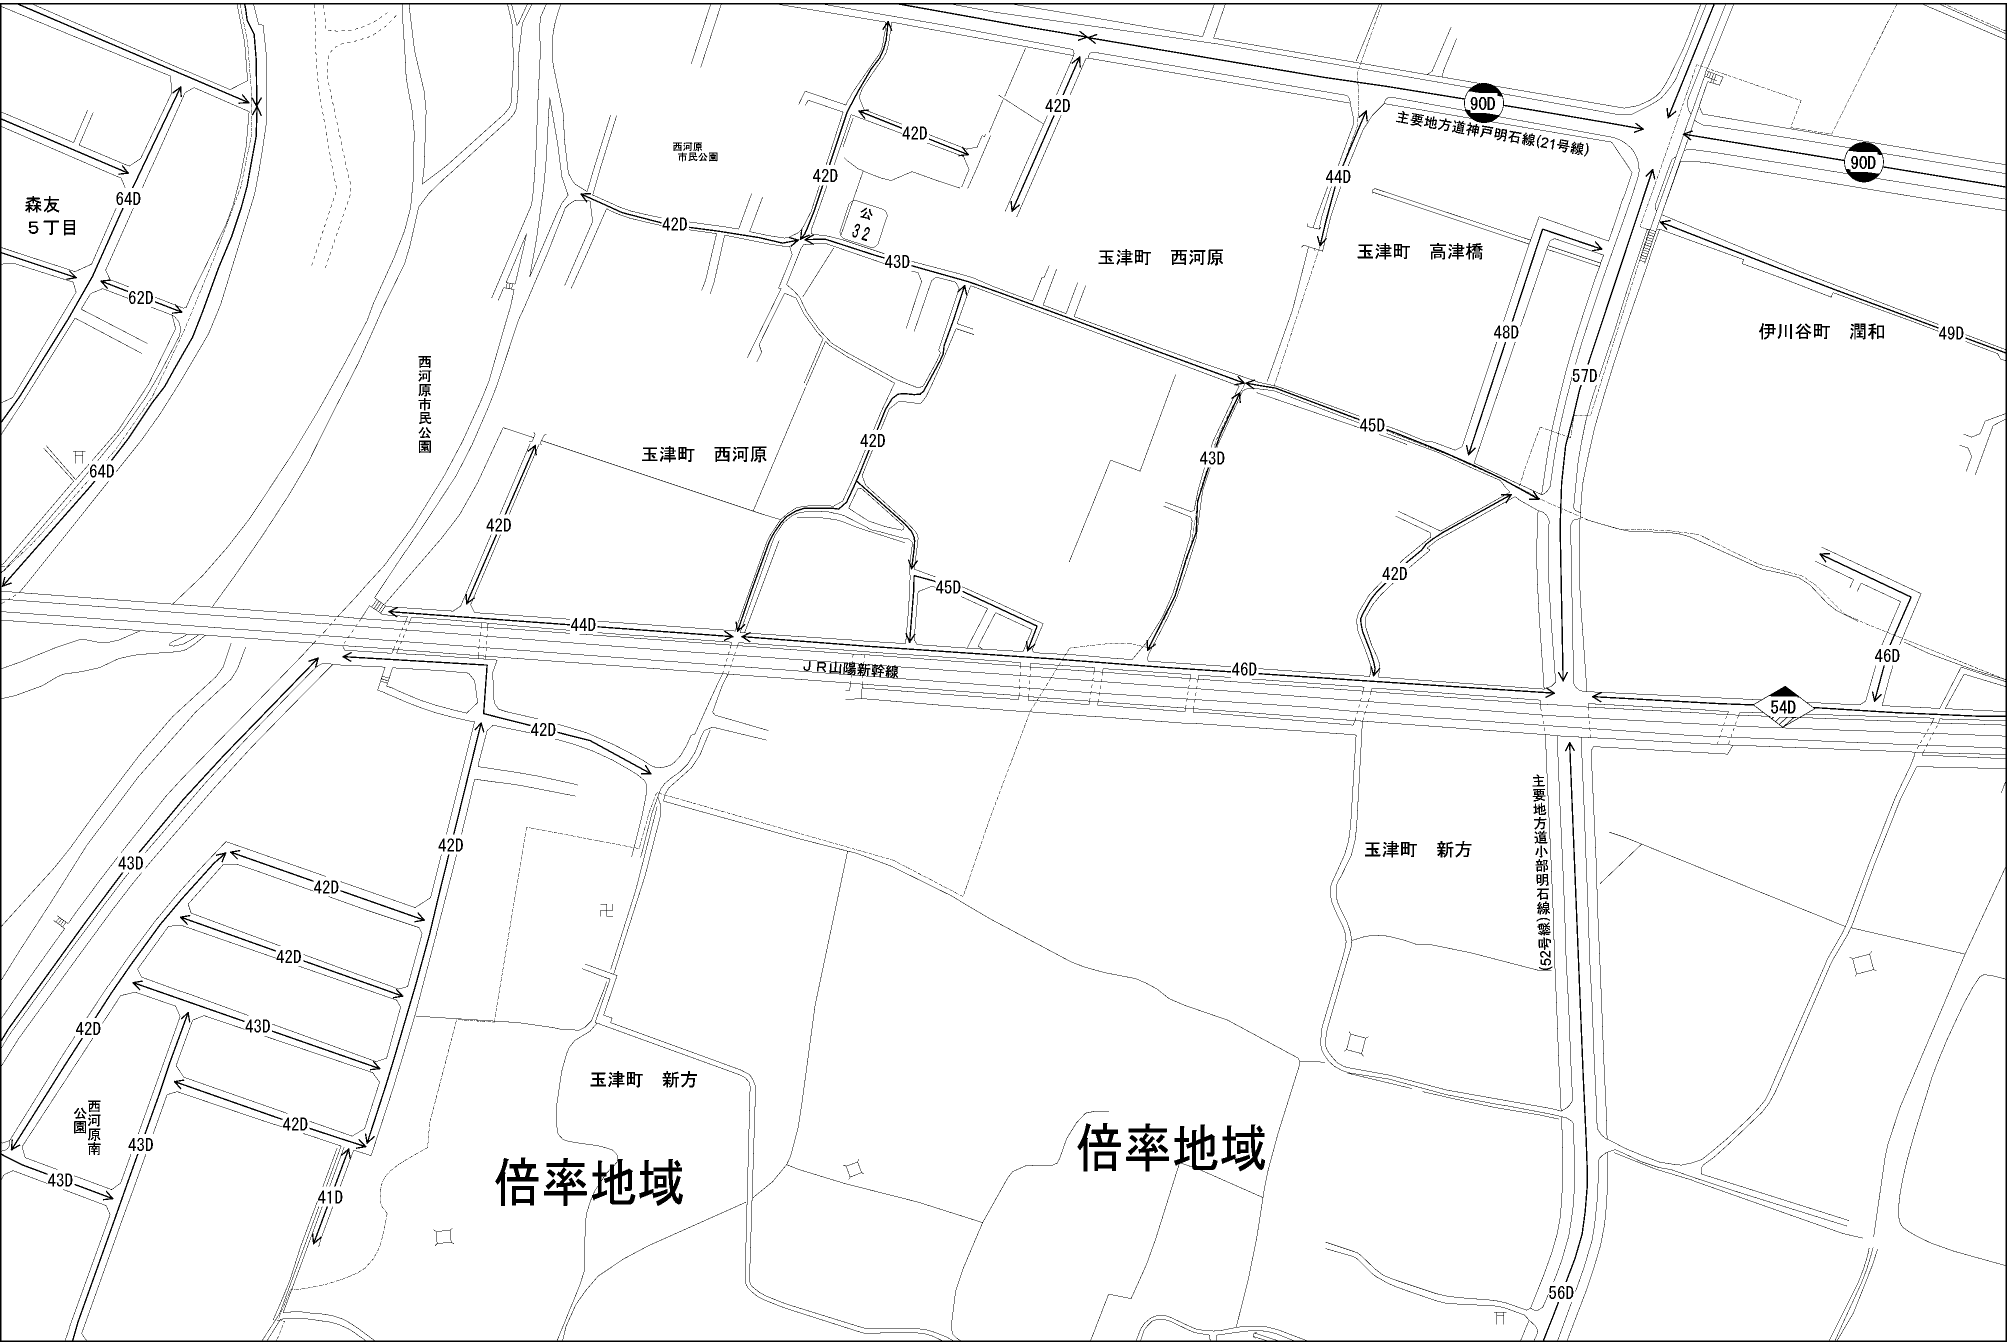 90D
主要地方道神戸明石線(21号線)
90D
42D
42D
西河原
市民公園
42D
44D
公
32
64D
森友
５丁目
42D
43D
玉津町　西河原
玉津町　高津橋
62D
48D
伊川谷町　潤和
49D
57D
西河原市民公園
45D
42D
玉津町　西河原
43D
64D
42D
42D
45D
44D
46D
46D
ＪＲ山陽新幹線
54D
42D
主要地方道小部明石線(52号線)
42D
玉津町　新方
43D
42D
42D
43D
42D
玉津町　新方
西河原南
公園
42D
43D
倍率地域
倍率地域
43D
41D
56D